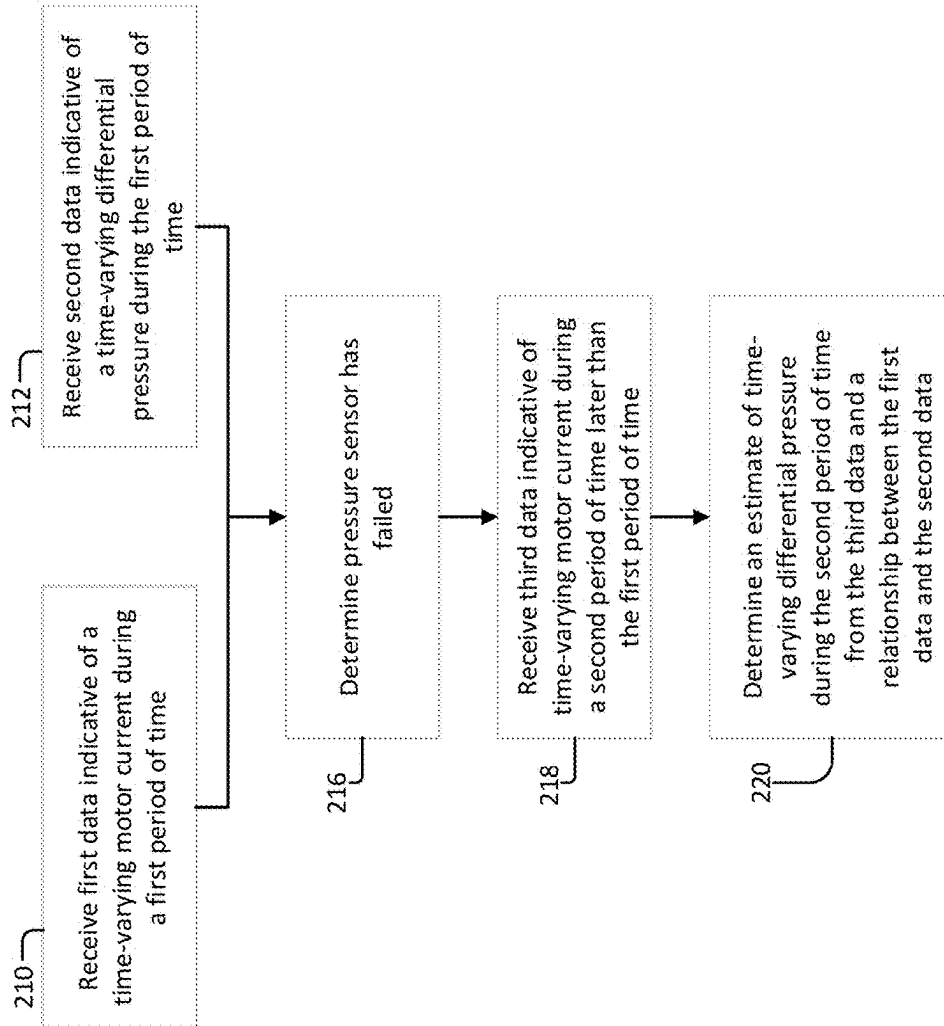 210
Receive first data indicative of a
time-varying motor current during
a first period of time
212
Receive second data indicative of
a time-varying differential
pressure during the first period of
time
216
Determine pressure sensor has
failed
218
Receive third data indicative of
time-varying motor current during
a second period of time later than
the first period of time
220
Determine an estimate of time-
varying differential pressure
during the second period of time
from the third data and a
relationship between the first
data and the second data